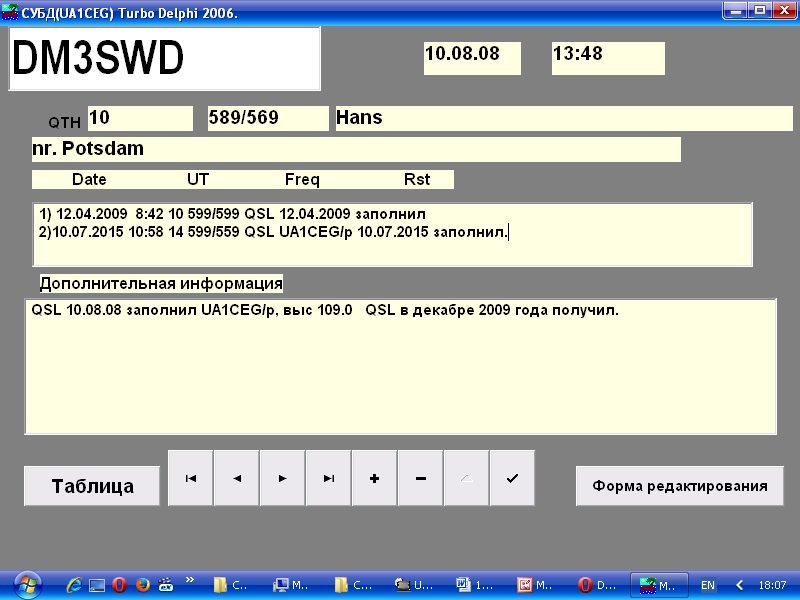 СУБД(UA1CEG) Turbo Delphi 2006.
DM3SWD
10.08.08 13:48
QTH 10 589/569 Hans
nr. Potsdam
Date UT Freq Rst
1) 12.04.2009 8:42 10 599/599 QSL 12.04.2009 заполнил
2)10.07.2015 10:58 14 599/559 QSL UA1CEG/p 10.07.2015 заполнил.
Дополнительная информация
QSL 10.08.08 заполнил UA1CEG/p, выс 109.0 QSL в декабре 2009 года получил.
Таблица
Форма редактирования
» С.. М.. С... U... 1... М.. D... М.. EN 18:07